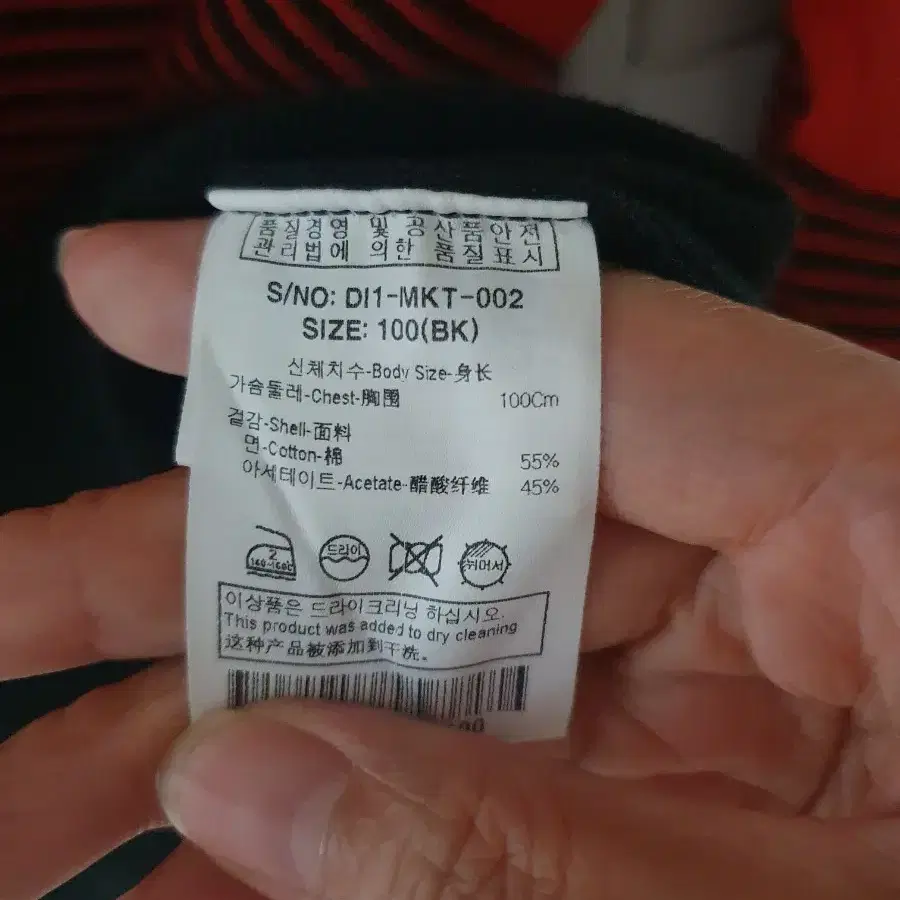 품질경영 및 공산품안전
관리법에 의한 품질표시
S/NO: DI1-MKT-002
SIZE: 100(BK)
신체치수-Body Size-身长
가슴둘레-Chest-胸围 100Cm
겉감-Shell-面料
면-Cotton-棉 55%
아세테이트-Acetate-醋酸纤维 45%
2
140~160℃
드라이
뉘어서
이상품은 드라이크리닝 하십시오.
This product was added to dry cleaning
这种产品被添加到干洗。